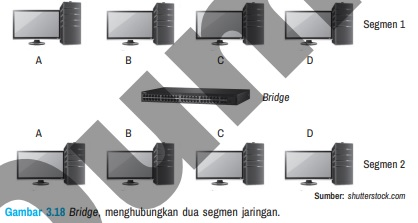 Segmen 1
A B C D
Bridge
A B C D
Segmen 2
Sumber: shutterstock.com
Gambar 3.18 Bridge, menghubungkan dua segmen jaringan.